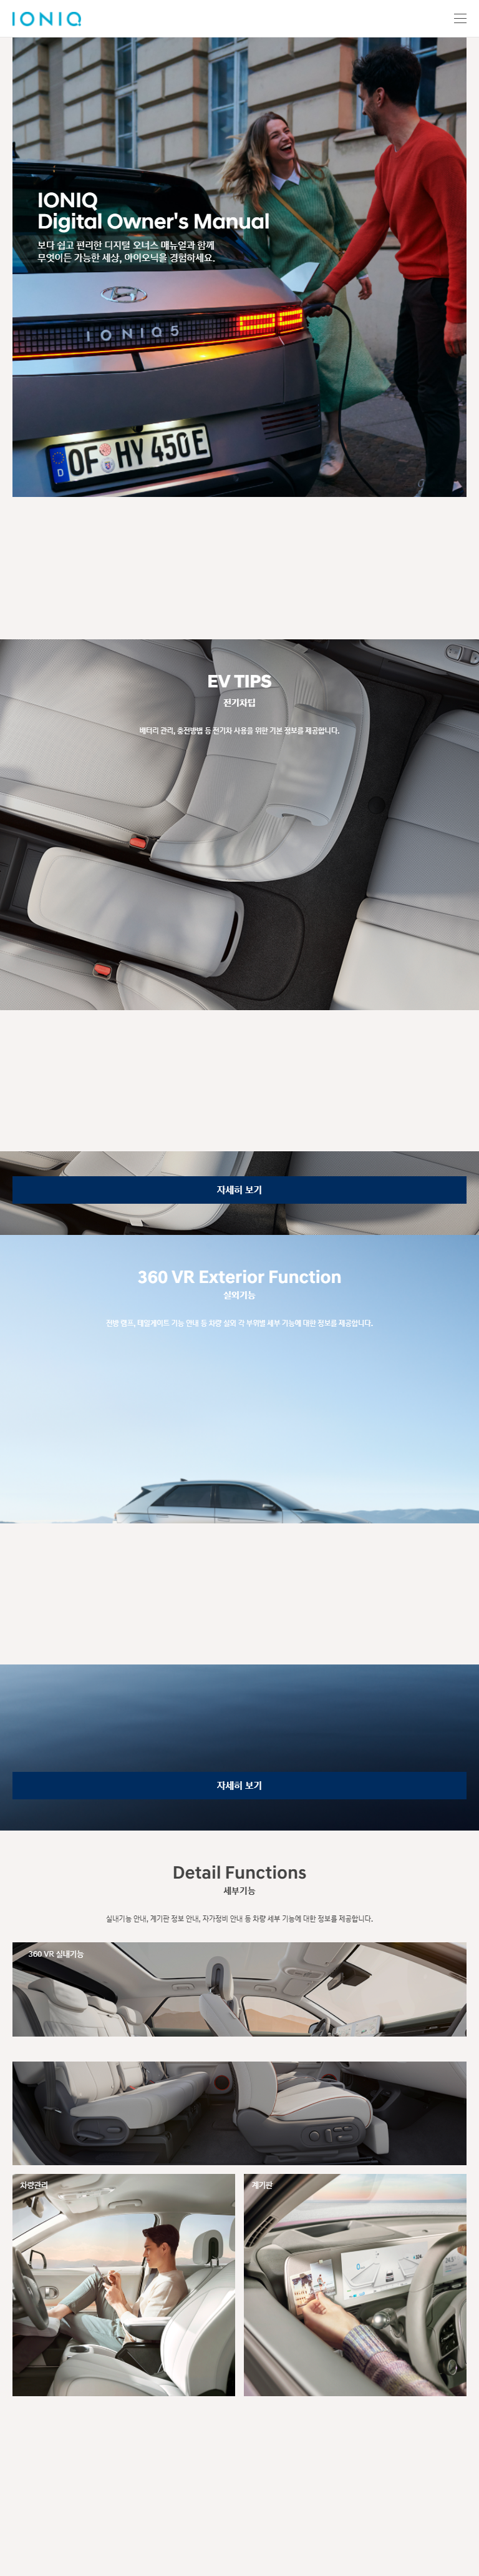 IONIQ
IONIQ
Digital Owner's Manual
보다 쉽고 편리한 디지털 오너스 매뉴얼과 함께
무엇이든 가능한 세상, 아이오닉을 경험하세요.
IONIQ 5
D OF HY 450E
EV TIPS
전기차팁
배터리 관리, 충전방법 등 전기차 사용을 위한 기본 정보를 제공합니다.
자세히 보기
360 VR Exterior Function
실외기능
전방 램프, 테일게이트 기능 안내 등 차량 실외 각 부위별 세부 기능에 대한 정보를 제공합니다.
자세히 보기
Detail Functions
세부기능
실내기능 안내, 계기판 정보 안내, 자가정비 안내 등 차량 세부 기능에 대한 정보를 제공합니다.
360 VR 실내기능
차량관리
계기판